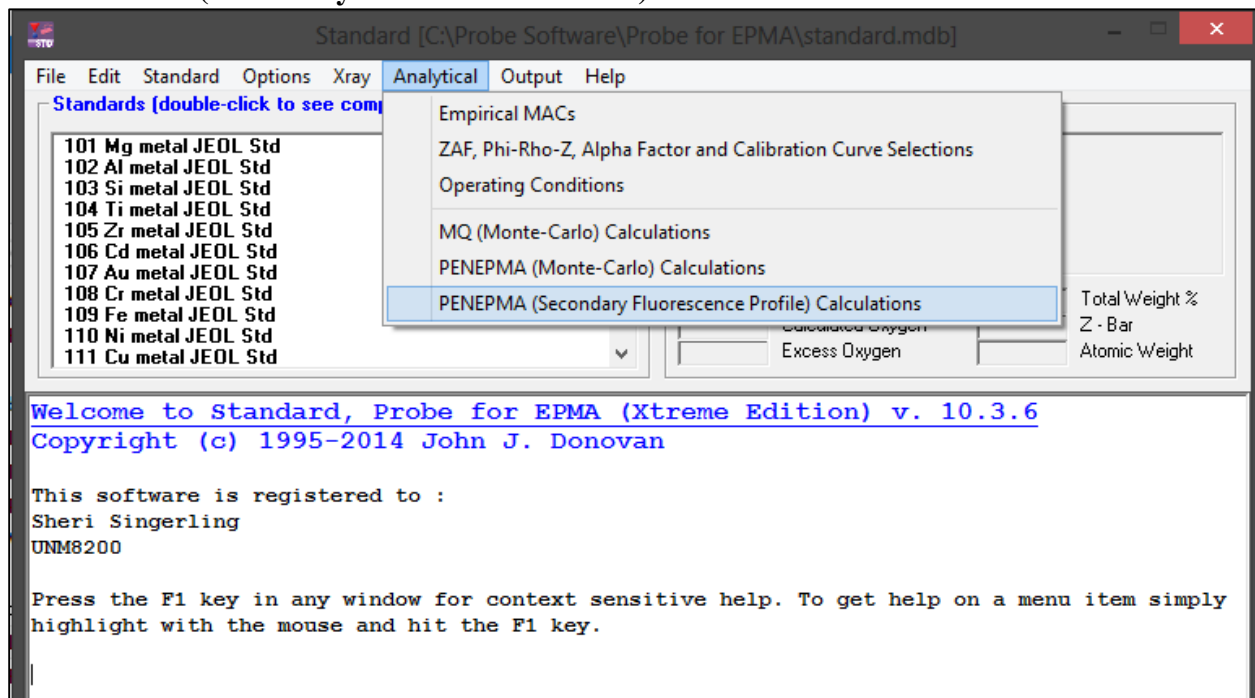 STD
Standard [C:\Probe Software\Probe for EPMA\standard.mdb]
File Edit Standard Options Xray Analytical Output Help
Standards (double-click to see
101 Mg metal JEOL Std
102 Al metal JEOL Std
103 Si metal JEOL Std
104 Ti metal JEOL Std
105 Zr metal JEOL Std
106 Cd metal JEOL Std
107 Au metal JEOL Std
108 Cr metal JEOL Std
109 Fe metal JEOL Std
110 Ni metal JEOL Std
111 Cu metal JEOL Std
Empirical MACs
ZAF, Phi-Rho-Z, Alpha Factor and Calibration Curve Selections
Operating Conditions
MQ (Monte-Carlo) Calculations
PENEPMA (Monte-Carlo) Calculations
PENEPMA (Secondary Fluorescence Profile) Calculations
Total Weight %
Z - Bar
Excess Oxygen
Atomic Weight
Welcome to Standard, Probe for EPMA (Xtreme Edition) v. 10.3.6
Copyright (c) 1995-2014 John J. Donovan
This software is registered to :
Sheri Singerling
UNM8200
Press the F1 key in any window for context sensitive help. To get help on a menu item simply
highlight with the mouse and hit the F1 key.